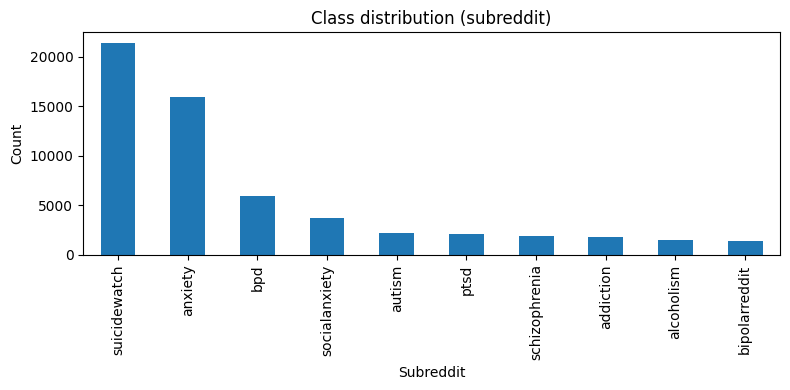 Class distribution (subreddit)
Count
20000
15000
10000
5000
0
suicidewatch
anxiety
bpd
socialanxiety
autism
ptsd
schizophrenia
addiction
alcoholism
bipolarreddit
Subreddit